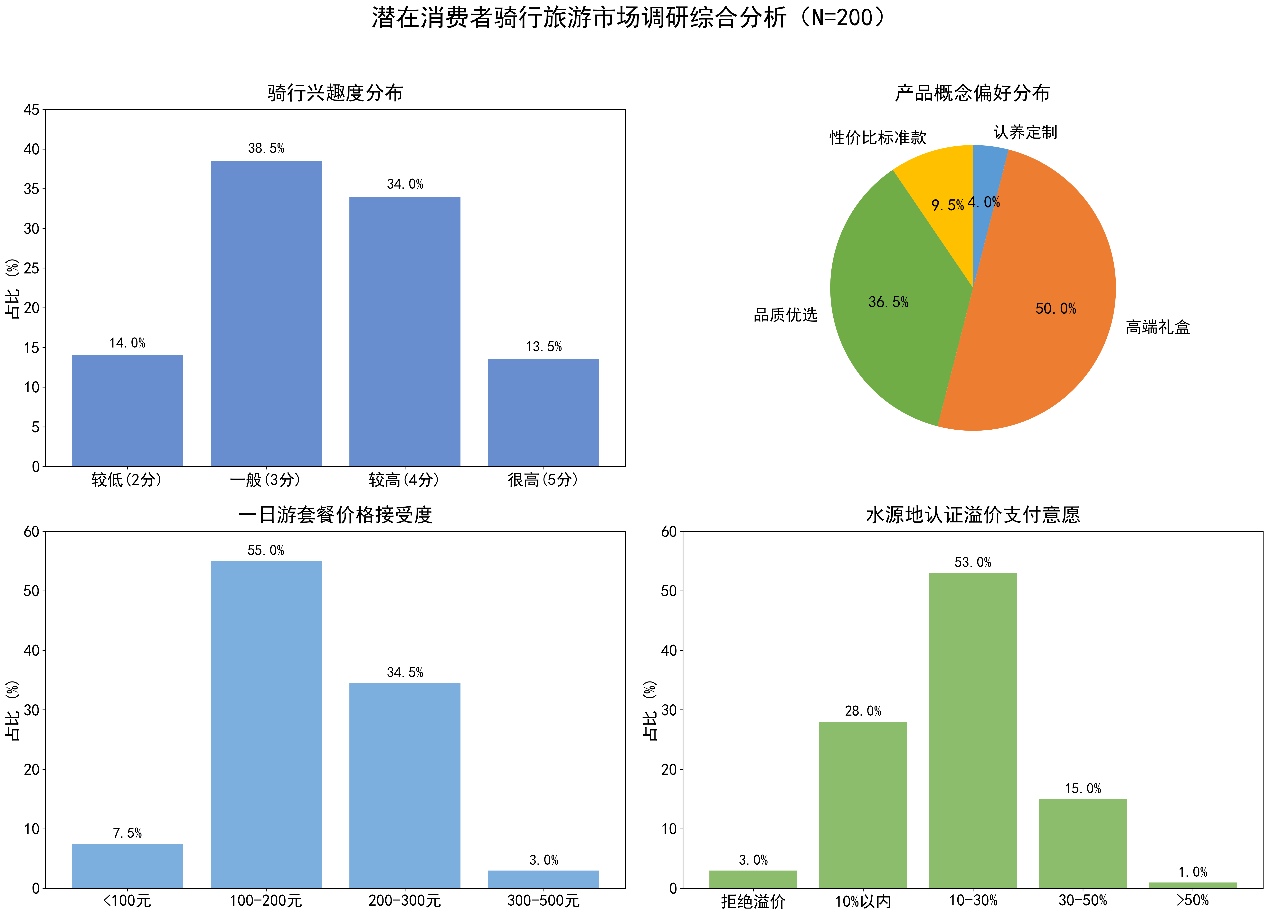 潜在消费者骑行旅游市场调研综合分析（N=200）
骑行兴趣度分布
占比 (%)
45
40
35
30
25
20
15
10
5
0
14.0%
38.5%
34.0%
13.5%
较低(2分) 一般(3分) 较高(4分) 很高(5分)
产品概念偏好分布
认养定制
性价比标准款
9.5% 4.0%
品质优选
36.5%
50.0%
高端礼盒
一日游套餐价格接受度
占比 (%)
60
50
40
30
20
10
0
7.5%
55.0%
34.5%
3.0%
<100元 100-200元 200-300元 300-500元
水源地认证溢价支付意愿
占比 (%)
60
50
40
30
20
10
0
3.0%
28.0%
53.0%
15.0%
1.0%
拒绝溢价 10%以内 10-30% 30-50% >50%